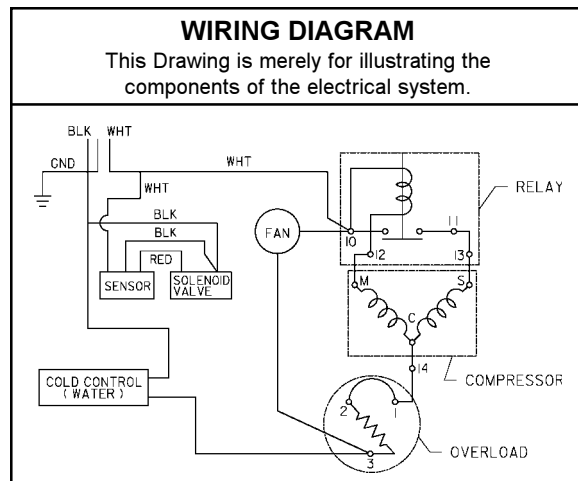 WIRING DIAGRAM
This Drawing is merely for illustrating the
components of the electrical system.
BLK WHT
GND
WHT
WHT
RELAY
BLK
BLK
RED
FAN
10
11
12
13
SENSOR
SOLENOID
VALVE
M
S
C
14
COMPRESSOR
COLD CONTROL
(WATER)
2
1
3
OVERLOAD